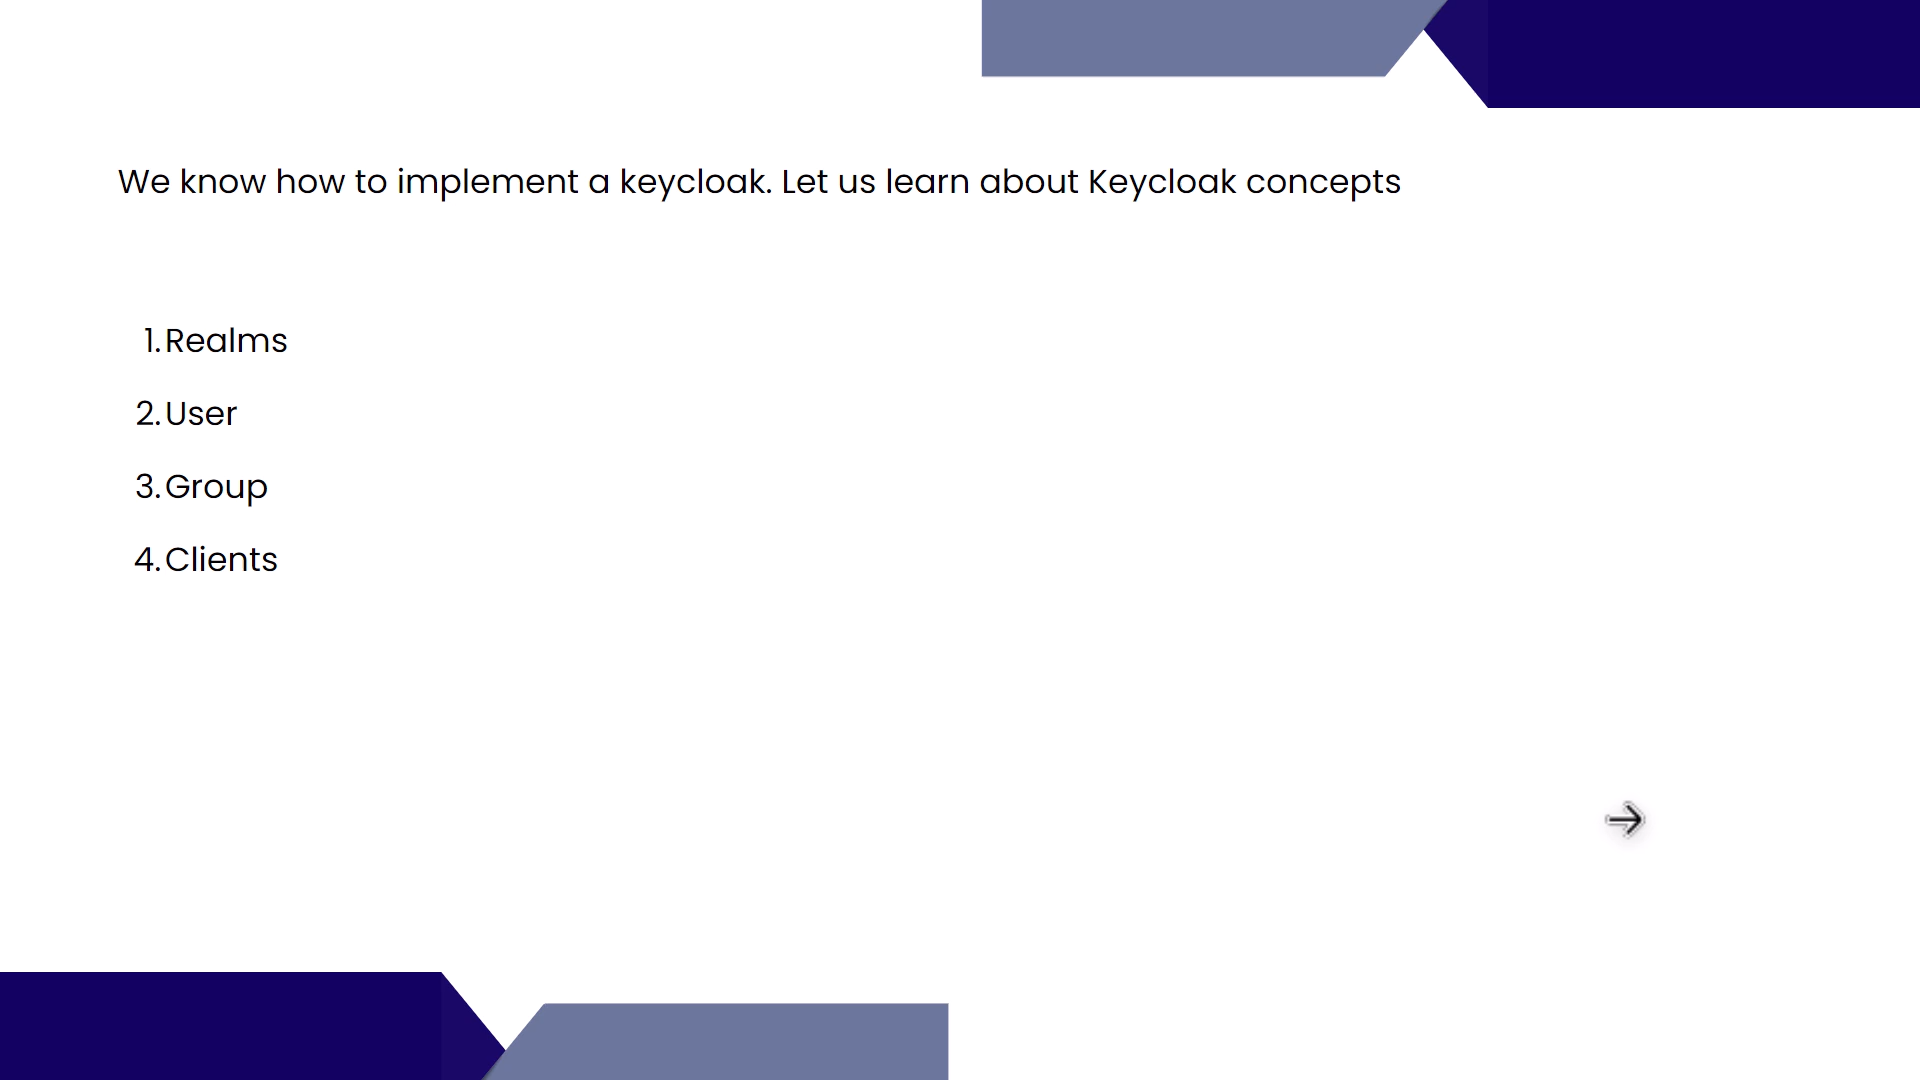 We know how to implement a keycloak. Let us learn about Keycloak concepts
1. Realms
2. User
3. Group
4. Clients